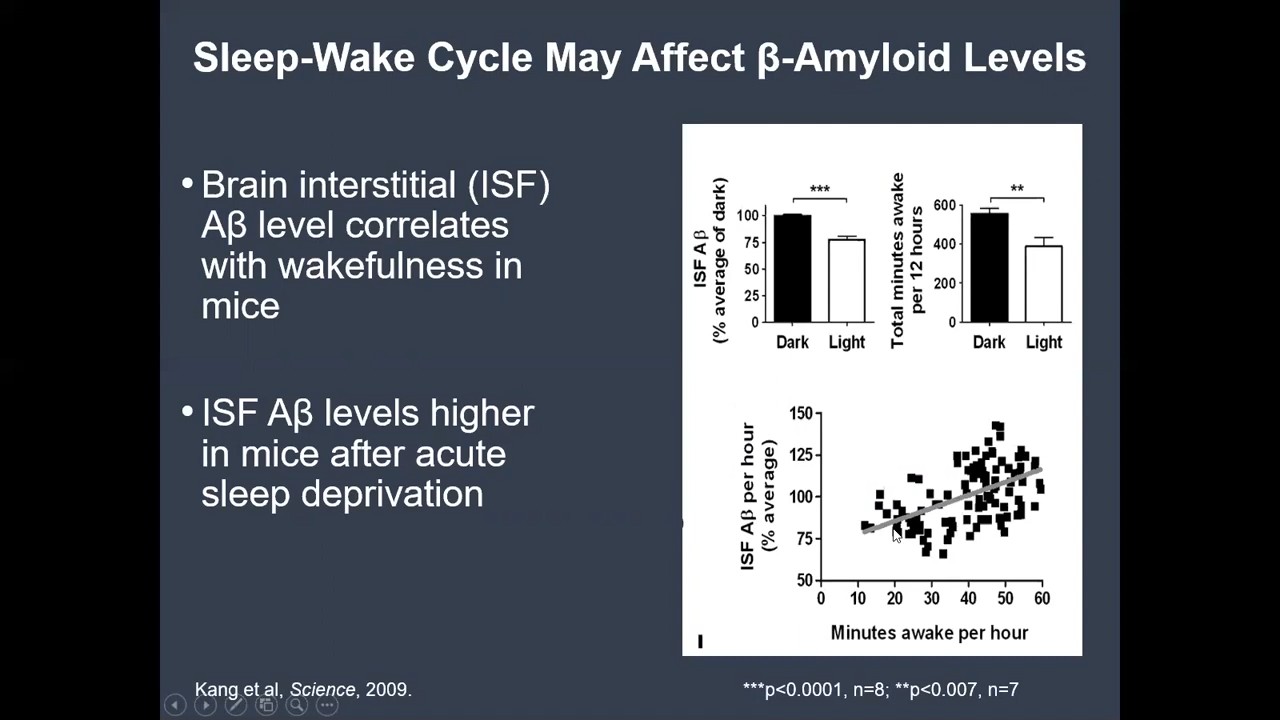 Sleep-Wake Cycle May Affect β-Amyloid Levels
• Brain interstitial (ISF)
Aβ level correlates
with wakefulness in
mice
• ISF Aβ levels higher
in mice after acute
sleep deprivation
ISF Aβ
(% average of dark)
***
100
75
50
25
0
Dark Light
Total minutes awake
per 12 hours
**
600
400
200
0
Dark Light
ISF Aβ per hour
(% average)
150
125
100
75
50
0 10 20 30 40 50 60
Minutes awake per hour
I
Kang et al, Science, 2009.
***p<0.0001, n=8; **p<0.007, n=7